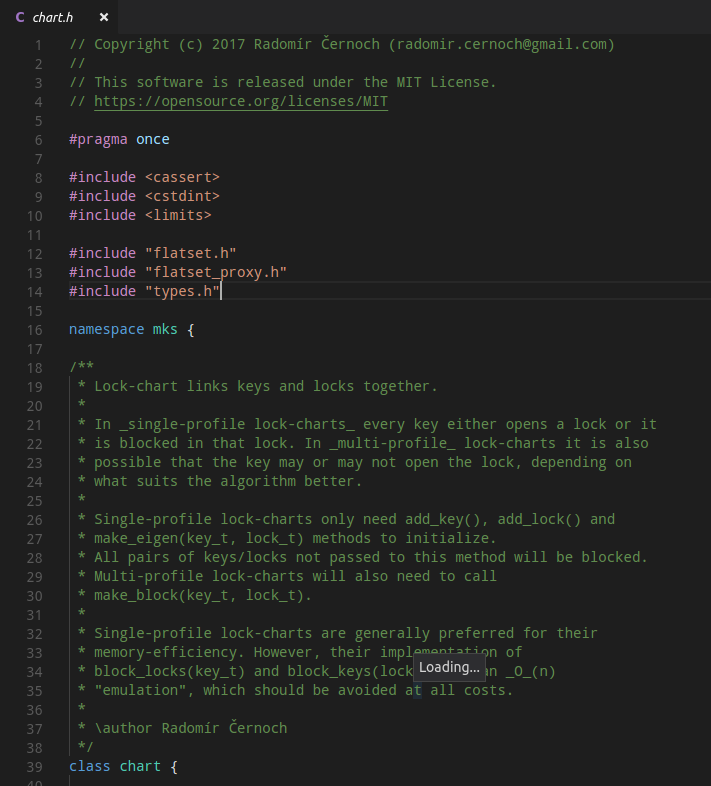 chart.h ×
1 // Copyright (c) 2017 Radomír Černoch (radomir.cernoch@gmail.com)
2 //
3 // This software is released under the MIT License.
4 // https://opensource.org/licenses/MIT
5
6 #pragma once
7
8 #include <cassert>
9 #include <cstdint>
10 #include <limits>
11
12 #include "flatset.h"
13 #include "flatset_proxy.h"
14 #include "types.h"
15
16 namespace mks {
17
18 /**
19  * Lock-chart links keys and locks together.
20  *
21  * In _single-profile lock-charts_ every key either opens a lock or it
22  * is blocked in that lock. In _multi-profile_ lock-charts it is also
23  * possible that the key may or may not open the lock, depending on
24  * what suits the algorithm better.
25  *
26  * Single-profile lock-charts only need add_key(), add_lock() and
27  * make_eigen(key_t, lock_t) methods to initialize.
28  * All pairs of keys/locks not passed to this method will be blocked.
29  * Multi-profile lock-charts will also need to call
30  * make_block(key_t, lock_t).
31  *
32  * Single-profile lock-charts are generally preferred for their
33  * memory-efficiency. However, their implementation of
34  * block_locks(key_t) and block_keys(lock Loading... an _O_(n)
35  * "emulation", which should be avoided at all costs.
36  *
37  * \author Radomír Černoch
38  */
39 class chart {
40